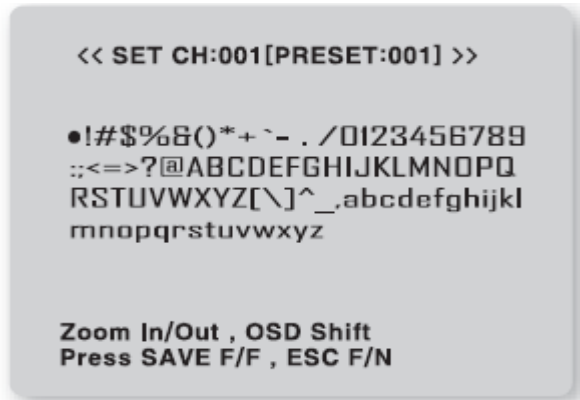 << SET CH:001[PRESET:001] >>
●!#$%&()*+`- . /0123456789
:;<=>?@ABCDEFGHIJKLMNOPQ
RSTUVWXYZ[\]^_,abcdefghijkl
mnopqrstuvwxyz
Zoom In/Out , OSD Shift
Press SAVE F/F , ESC F/N